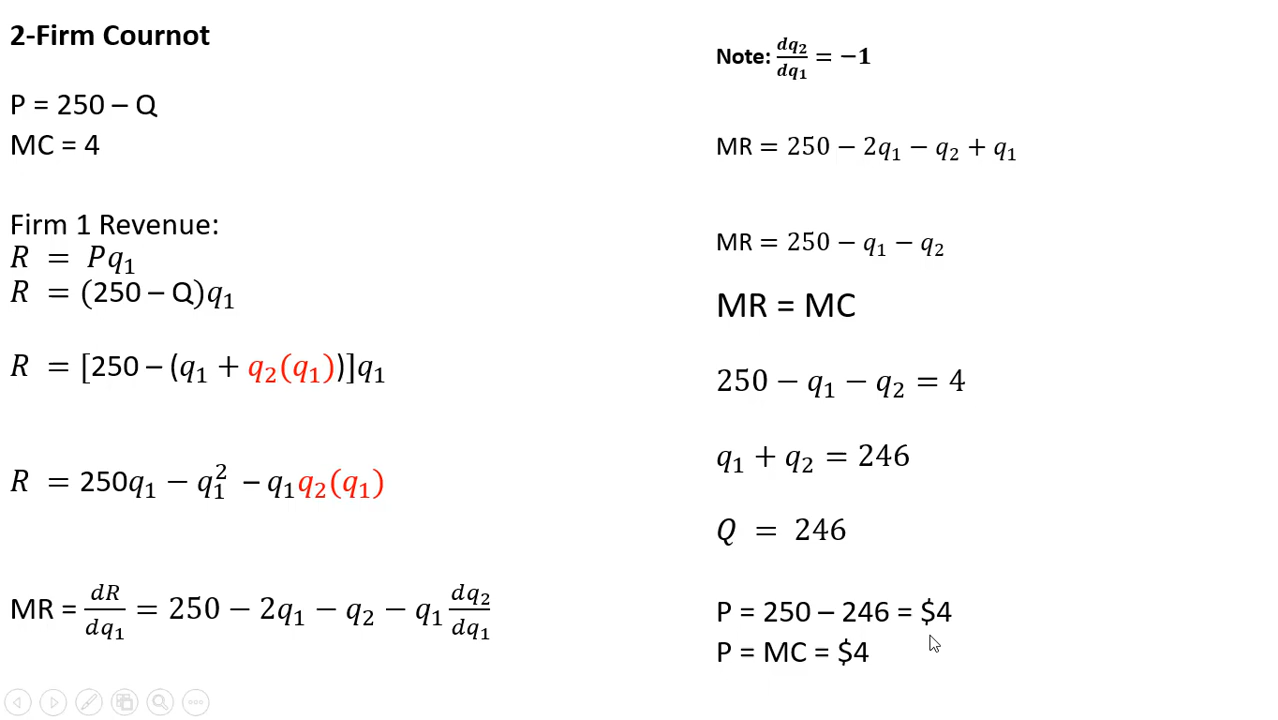 2-Firm Cournot
P = 250 – Q
MC = 4
Firm 1 Revenue:
R = Pq₁
R = (250 – Q)q₁
R = [250 – (q₁ + q₂(q₁))]q₁
R = 250q₁ − q₁² – q₁q₂(q₁)
MR = dR/dq₁ = 250 − 2q₁ − q₂ − q₁ dq₂/dq₁
Note: dq₂/dq₁ = −1
MR = 250 − 2q₁ − q₂ + q₁
MR = 250 − q₁ − q₂
MR = MC
250 − q₁ − q₂ = 4
q₁ + q₂ = 246
Q = 246
P = 250 – 246 = $4
P = MC = $4